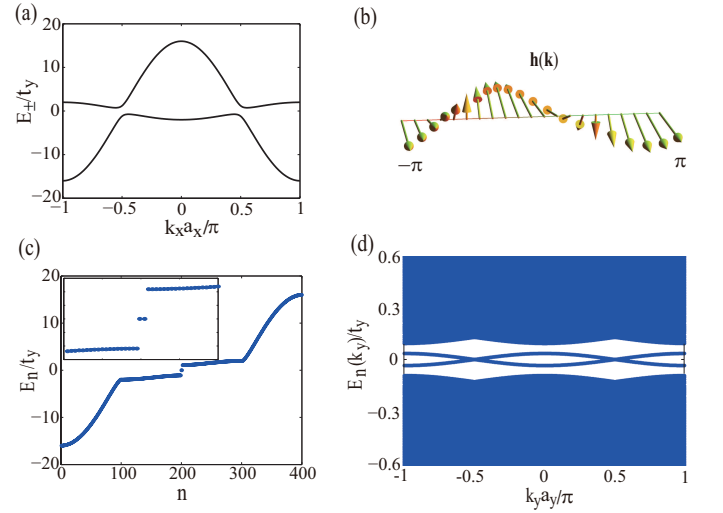 (a)
20
10
0
−10
−20
E±/ty
−1
−0.5
0
0.5
1
kxax/π
(b)
h(k)
−π
π
(c)
20
10
0
−10
−20
En/ty
0
100
200
300
400
n
(d)
0.6
0.3
0
-0.3
-0.6
En(ky)/ty
-1
-0.5
0
0.5
1
kyay/π